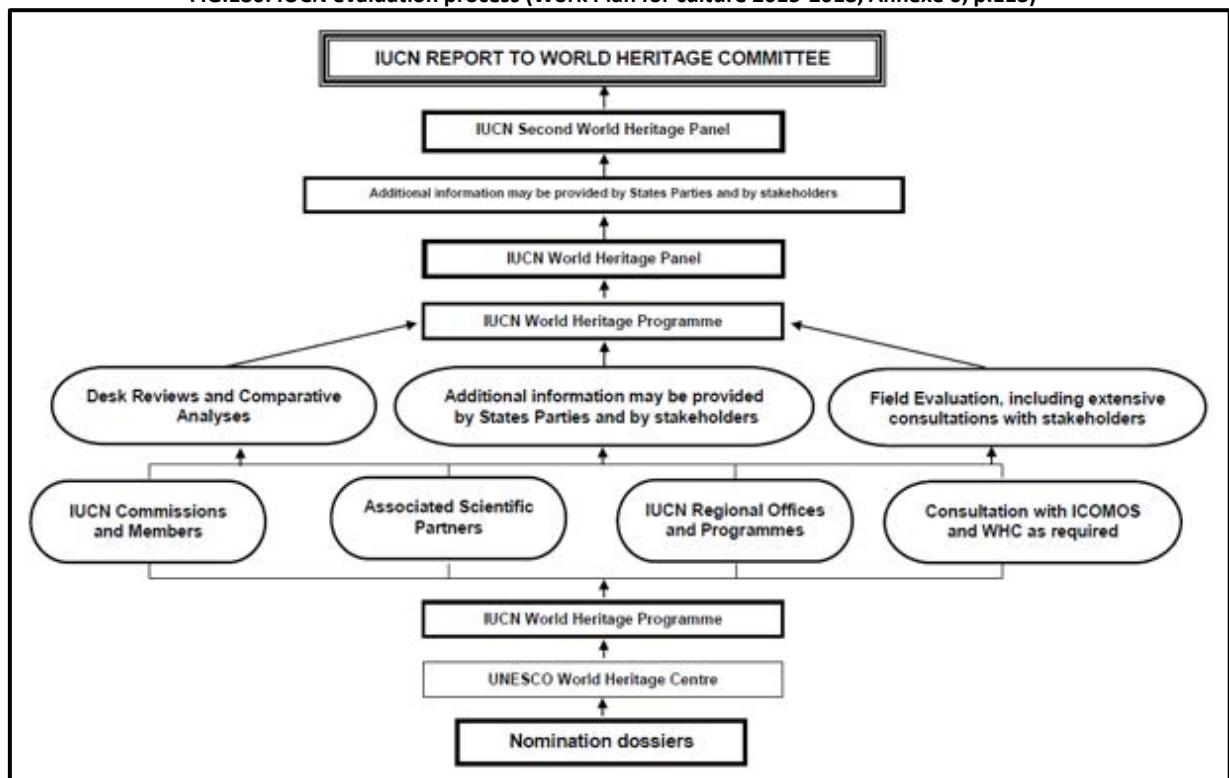 IUCN REPORT TO WORLD HERITAGE COMMITTEE
IUCN Second World Heritage Panel
Additional information may be provided by States Parties and by stakeholders
IUCN World Heritage Panel
IUCN World Heritage Programme
Desk Reviews and Comparative
Analyses
Additional information may be provided
by States Parties and by stakeholders
Field Evaluation, including extensive
consultations with stakeholders
IUCN Commissions
and Members
Associated Scientific
Partners
IUCN Regional Offices
and Programmes
Consultation with ICOMOS
and WHC as required
IUCN World Heritage Programme
UNESCO World Heritage Centre
Nomination dossiers